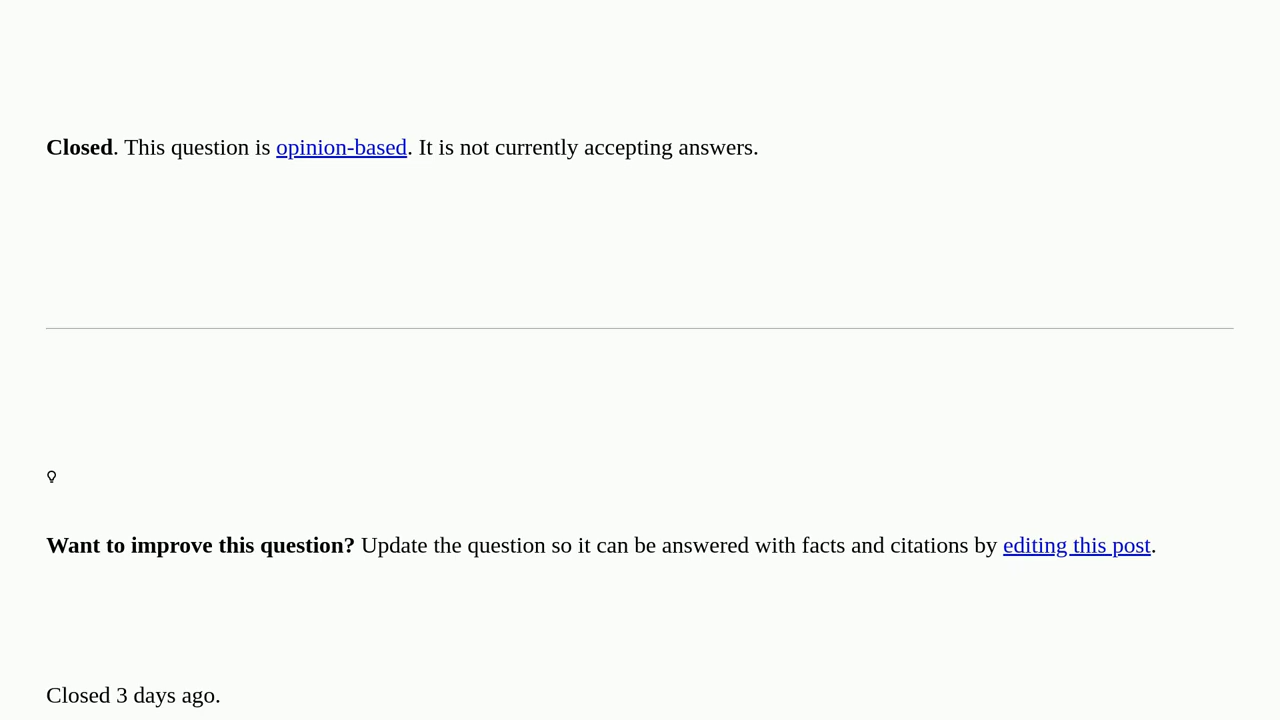 Closed. This question is opinion-based. It is not currently accepting answers.
Want to improve this question? Update the question so it can be answered with facts and citations by editing this post.
Closed 3 days ago.